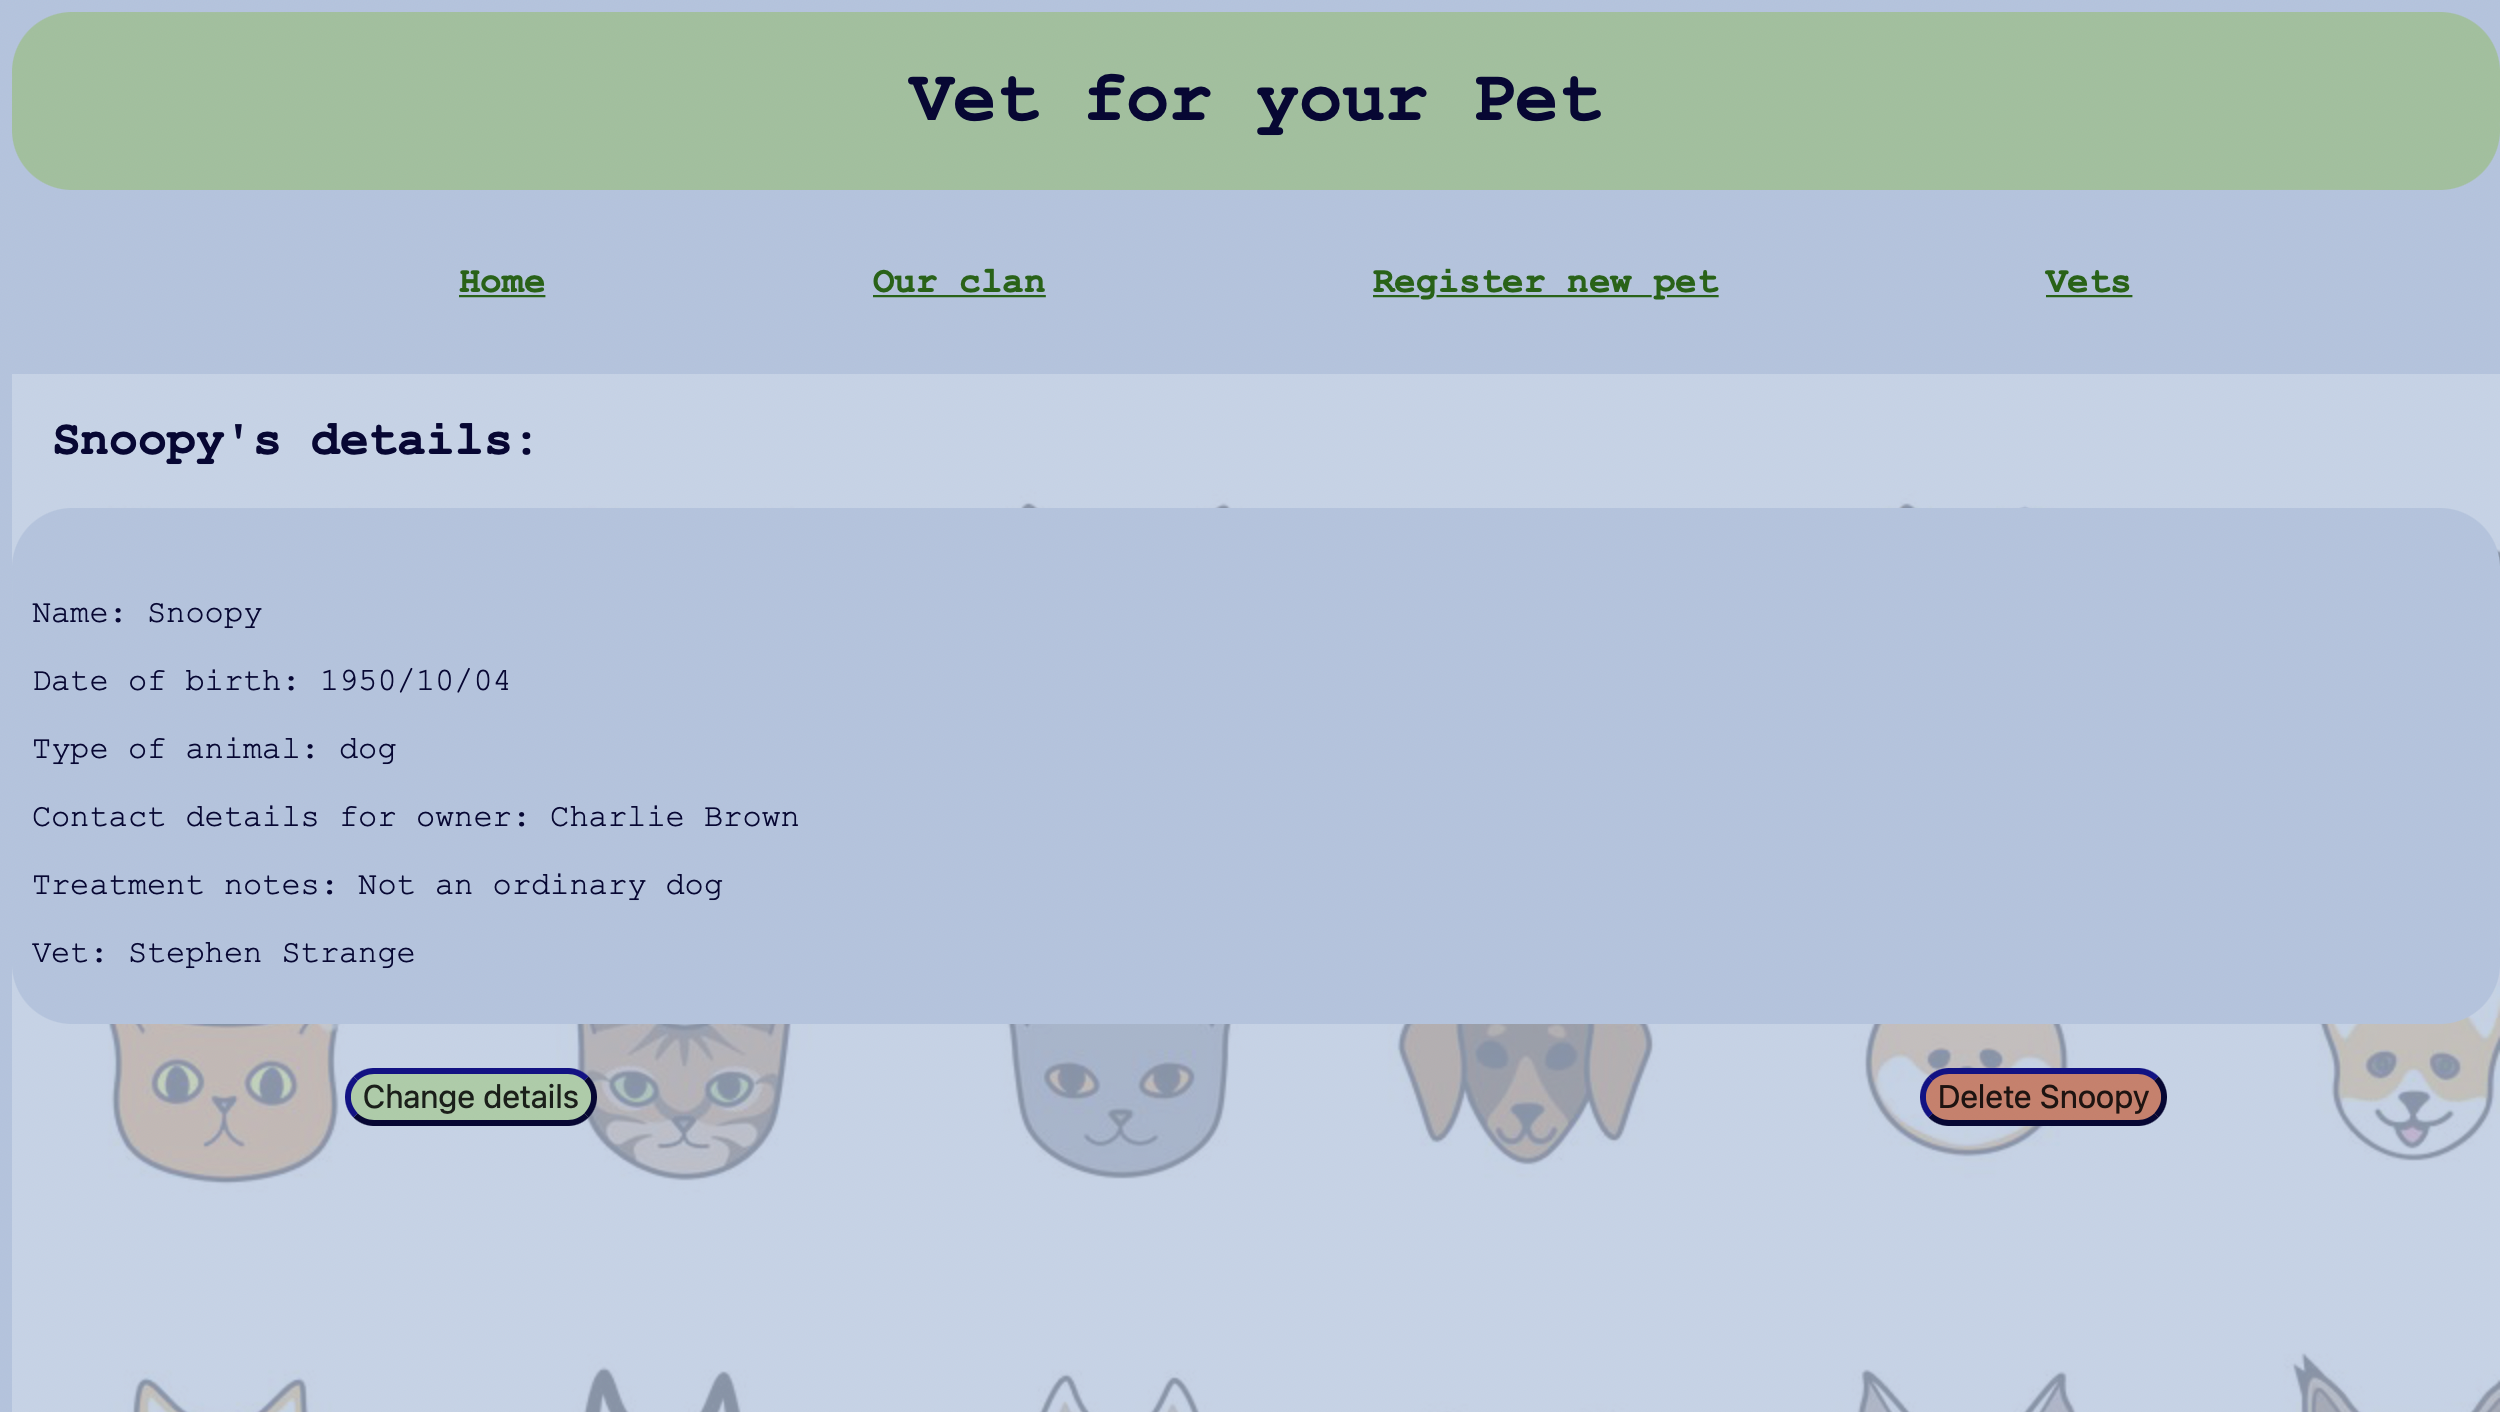 Vet for your Pet
Home Our clan Register new pet Vets
Snoopy's details:
Name: Snoopy
Date of birth: 1950/10/04
Type of animal: dog
Contact details for owner: Charlie Brown
Treatment notes: Not an ordinary dog
Vet: Stephen Strange
Change details Delete Snoopy